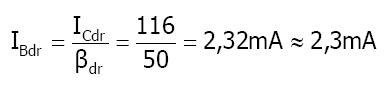 I_Bdr = I_Cdr / β_dr = 116 / 50 = 2,32mA ≈ 2,3mA